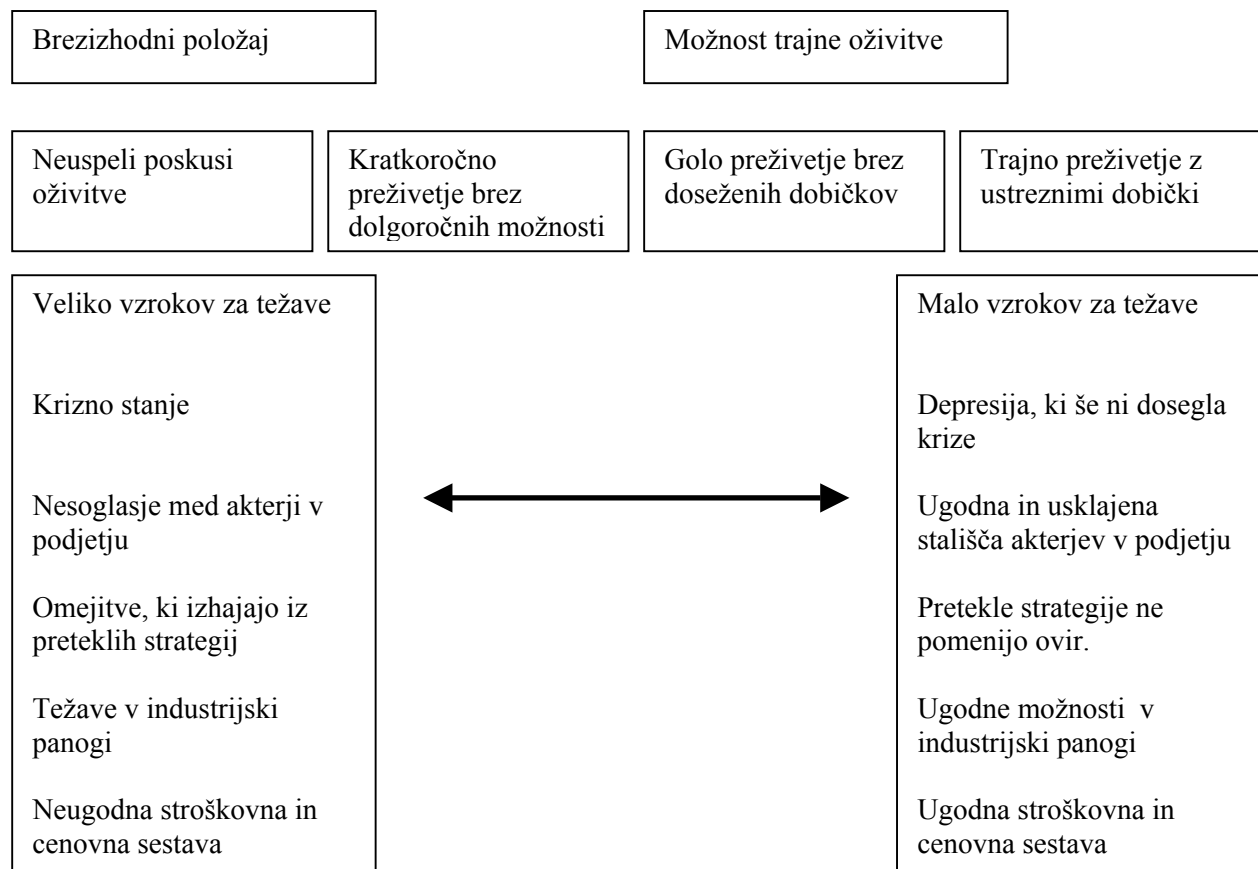 Brezizhodni položaj
Možnost trajne oživitve
Neuspeli poskusi
oživitve
Kratkoročno
preživetje brez
dolgoročnih možnosti
Golo preživetje brez
doseženih dobičkov
Trajno preživetje z
ustreznimi dobički
Veliko vzrokov za težave
Krizno stanje
Nesoglasje med akterji v
podjetju
Omejitve, ki izhajajo iz
preteklih strategij
Težave v industrijski
panogi
Neugodna stroškovna in
cenovna sestava
Malo vzrokov za težave
Depresija, ki še ni dosegla
krize
Ugodna in usklajena
stališča akterjev v podjetju
Pretekle strategije ne
pomenijo ovir.
Ugodne možnosti v
industrijski panogi
Ugodna stroškovna in
cenovna sestava